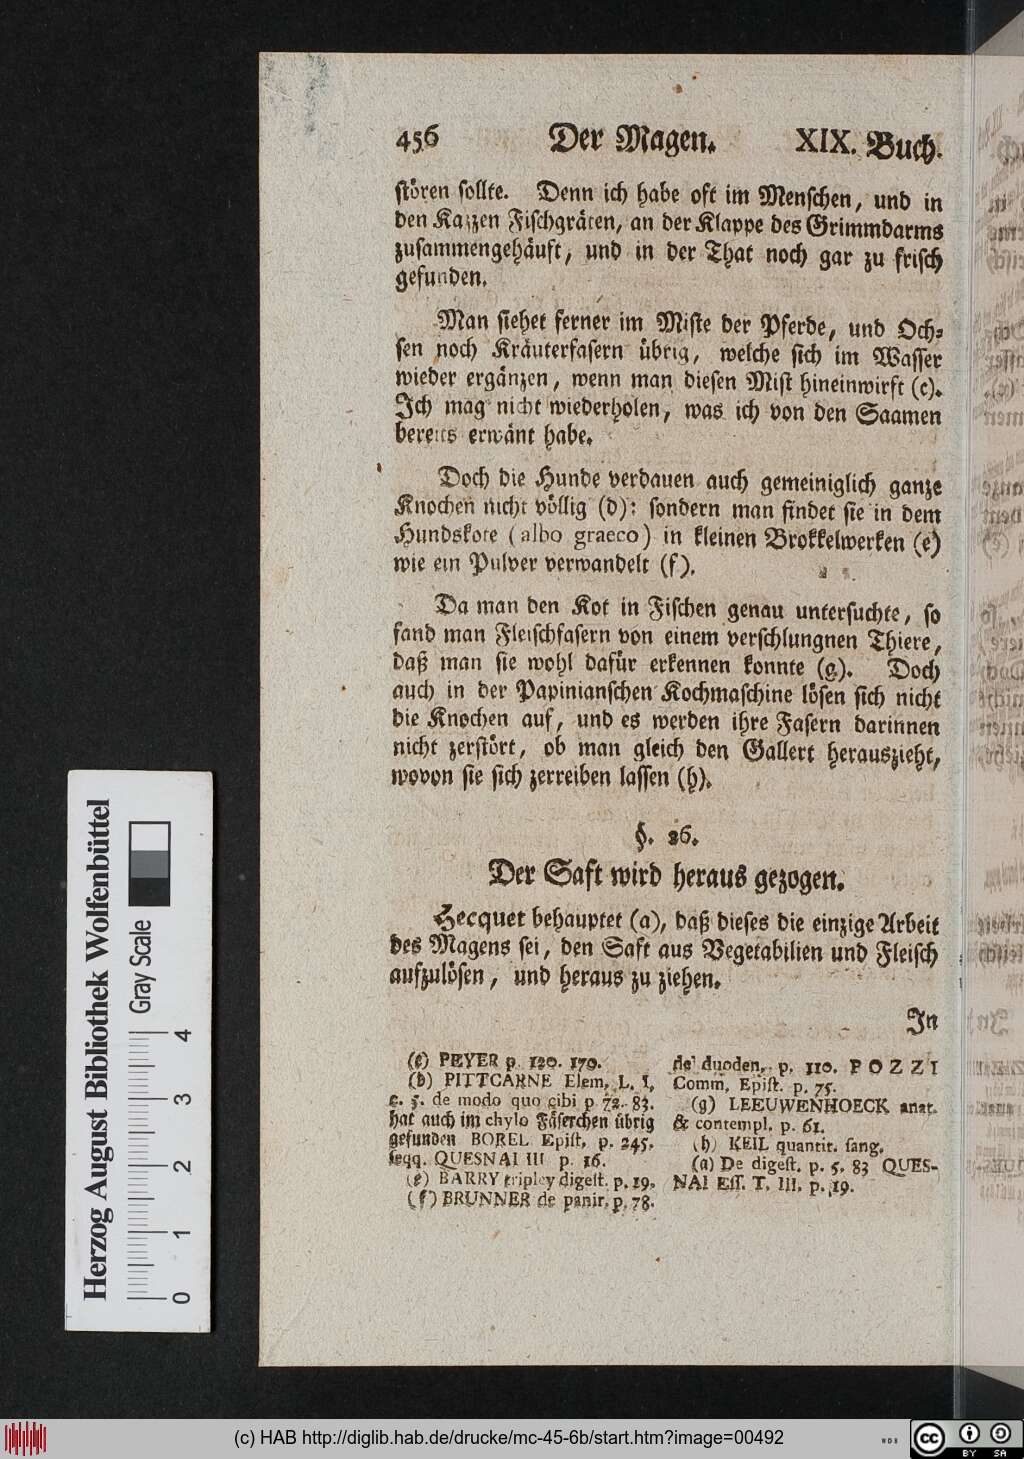 456 Der Magen. XIX. Buch.
stören sollte. Denn ich habe oft im Menschen, und in
den Kazzen Fischgräten, an der Klappe des Grimmdarms
zusammengehäuft, und in der That noch gar zu frisch
gefunden.
Man siehet ferner im Miste der Pferde, und Och-
sen noch Kräuterfasern übrig, welche sich im Wasser
wieder ergänzen, wenn man diesen Mist hineinwirft (c).
Ich mag nicht wiederholen, was ich von den Saamen
bereits erwänt habe.
Doch die Hunde verdauen auch gemeiniglich ganze
Knochen nicht völlig (d): sondern man findet sie in dem
Hundskote (albo graeco) in kleinen Brokkelwerken (e)
wie ein Pulver verwandelt (f).
Da man den Kot in Fischen genau untersuchte, so
fand man Fleischfasern von einem verschlungnen Thiere,
daß man sie wohl dafür erkennen konnte (g). Doch
auch in der Papinianschen Kochmaschine lösen sich nicht
die Knochen auf, und es werden ihre Fasern darinnen
nicht zerstört, ob man gleich den Gallert herauszieht,
wovon sie sich zerreiben lassen (h).
§. 26.
Der Saft wird heraus gezogen.
Hecquet behauptet (a), daß dieses die einzige Arbeit
des Magens sei, den Saft aus Vegetabilien und Fleisch
aufzulösen, und heraus zu ziehen.
In
(c) PEYER p. 120. 170.
(d) PITTCARNE Elem. L. I.
c. 5. de modo quo cibi p. 72. 83.
hat auch im chylo Fäserchen übrig
gefunden BOREL Epist. p. 245.
seqq. QUESNAI III p. 16.
(e) BARRY tripley digest. p. 19.
(f) BRUNNER de panir. p. 78.
de duoden. p. 110. POZZI
Comm. Epist. p. 75.
(g) LEEUWENHOECK anat.
& contempl. p. 61.
(h) KEIL quantit. sang.
(a) De digest. p. 5. 83 QUES-
NAI Ess. T. III. p. 19.
Herzog August Bibliothek Wolfenbüttel
Gray Scale
0 1 2 3 4
(c) HAB http://diglib.hab.de/drucke/mc-45-6b/start.htm?image=00492
WDB
cc BY SA